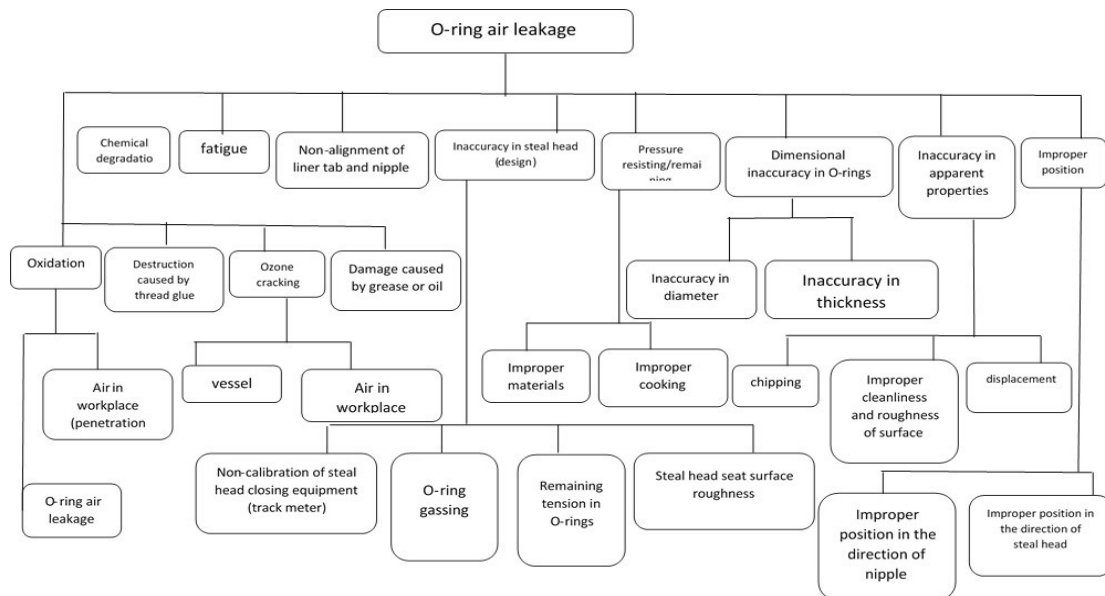 O-ring air leakage
Chemical
degradatio
fatigue
Non-alignment of
liner tab and nipple
Inaccuracy in steal head
(design)
Pressure
resisting/remai
Dimensional
inaccuracy in O-rings
Inaccuracy in
apparent
properties
Improper
position
Oxidation
Destruction
caused by
thread glue
Ozone
cracking
Damage caused
by grease or oil
Inaccuracy in
diameter
Inaccuracy in
thickness
Air in
workplace
(penetration
vessel
Air in
workplace
Improper
materials
Improper
cooking
chipping
Improper
cleanliness
and roughness
of surface
displacement
O-ring air
leakage
Non-calibration of steal
head closing equipment
(track meter)
O-ring
gassing
Remaining
tension in
O-rings
Steal head seat surface
roughness
Improper
position in the
direction of
nipple
Improper position in
the direction of
steal head